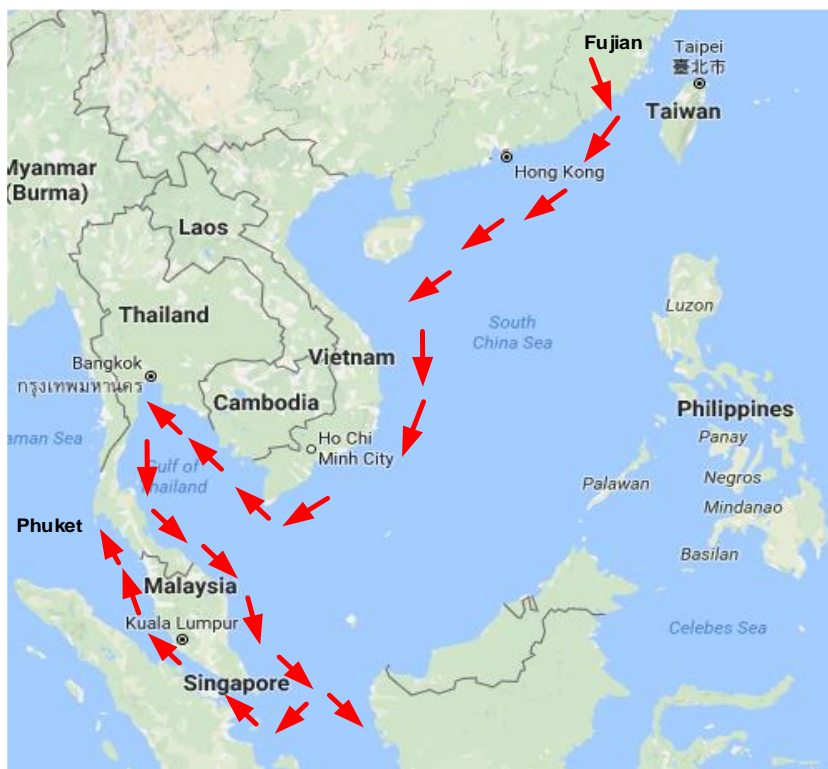 Fujian
Taipei
臺北市
Taiwan
Hong Kong
Myanmar
(Burma)
Laos
Thailand
Luzon
South
China Sea
Vietnam
Bangkok
กรุงเทพมหานคร
Cambodia
Philippines
Panay
aman Sea
Ho Chi
Minh City
Gulf of
Thailand
Negros
Palawan
Mindanao
Phuket
Basilan
Malaysia
Kuala Lumpur
Celebes Sea
Singapore